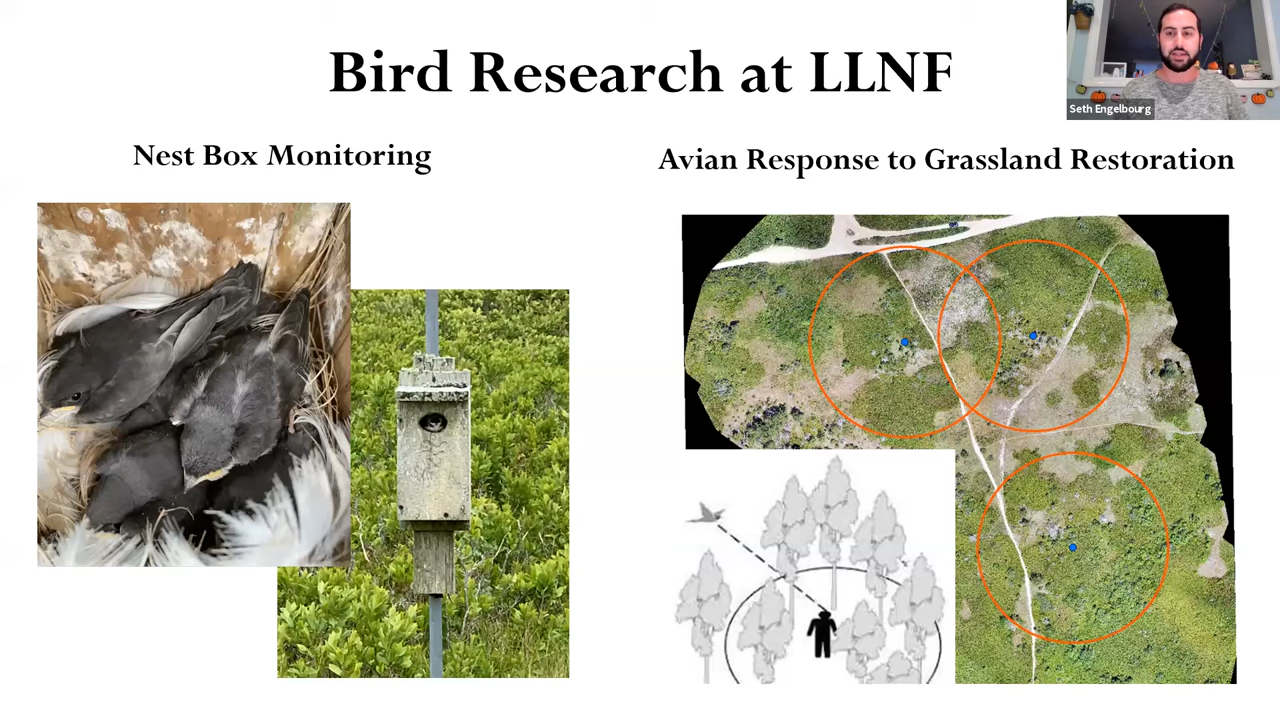 Bird Research at LLNF
Seth Engelbourg
Nest Box Monitoring
Avian Response to Grassland Restoration